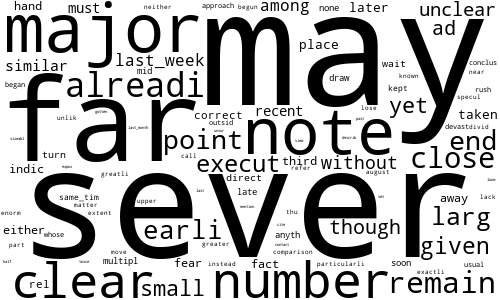 hand must neither approach begun among none later unclear
major may ad
similar last_week place conclus
mid near
began alreadi draw wait known rush
far kept specul
correct recent lose yet taken
unlik outsid devast divid
point note end
turn call without close
indic execut third
greatli direct refer august
same_tim late away lack
matter upper
enorm extent sever larg
either whose earli thu though
greater anyth given
part move fear fact contact
multipl instead comparison particularli soon usual
half rel twice exactli
clear small number remain